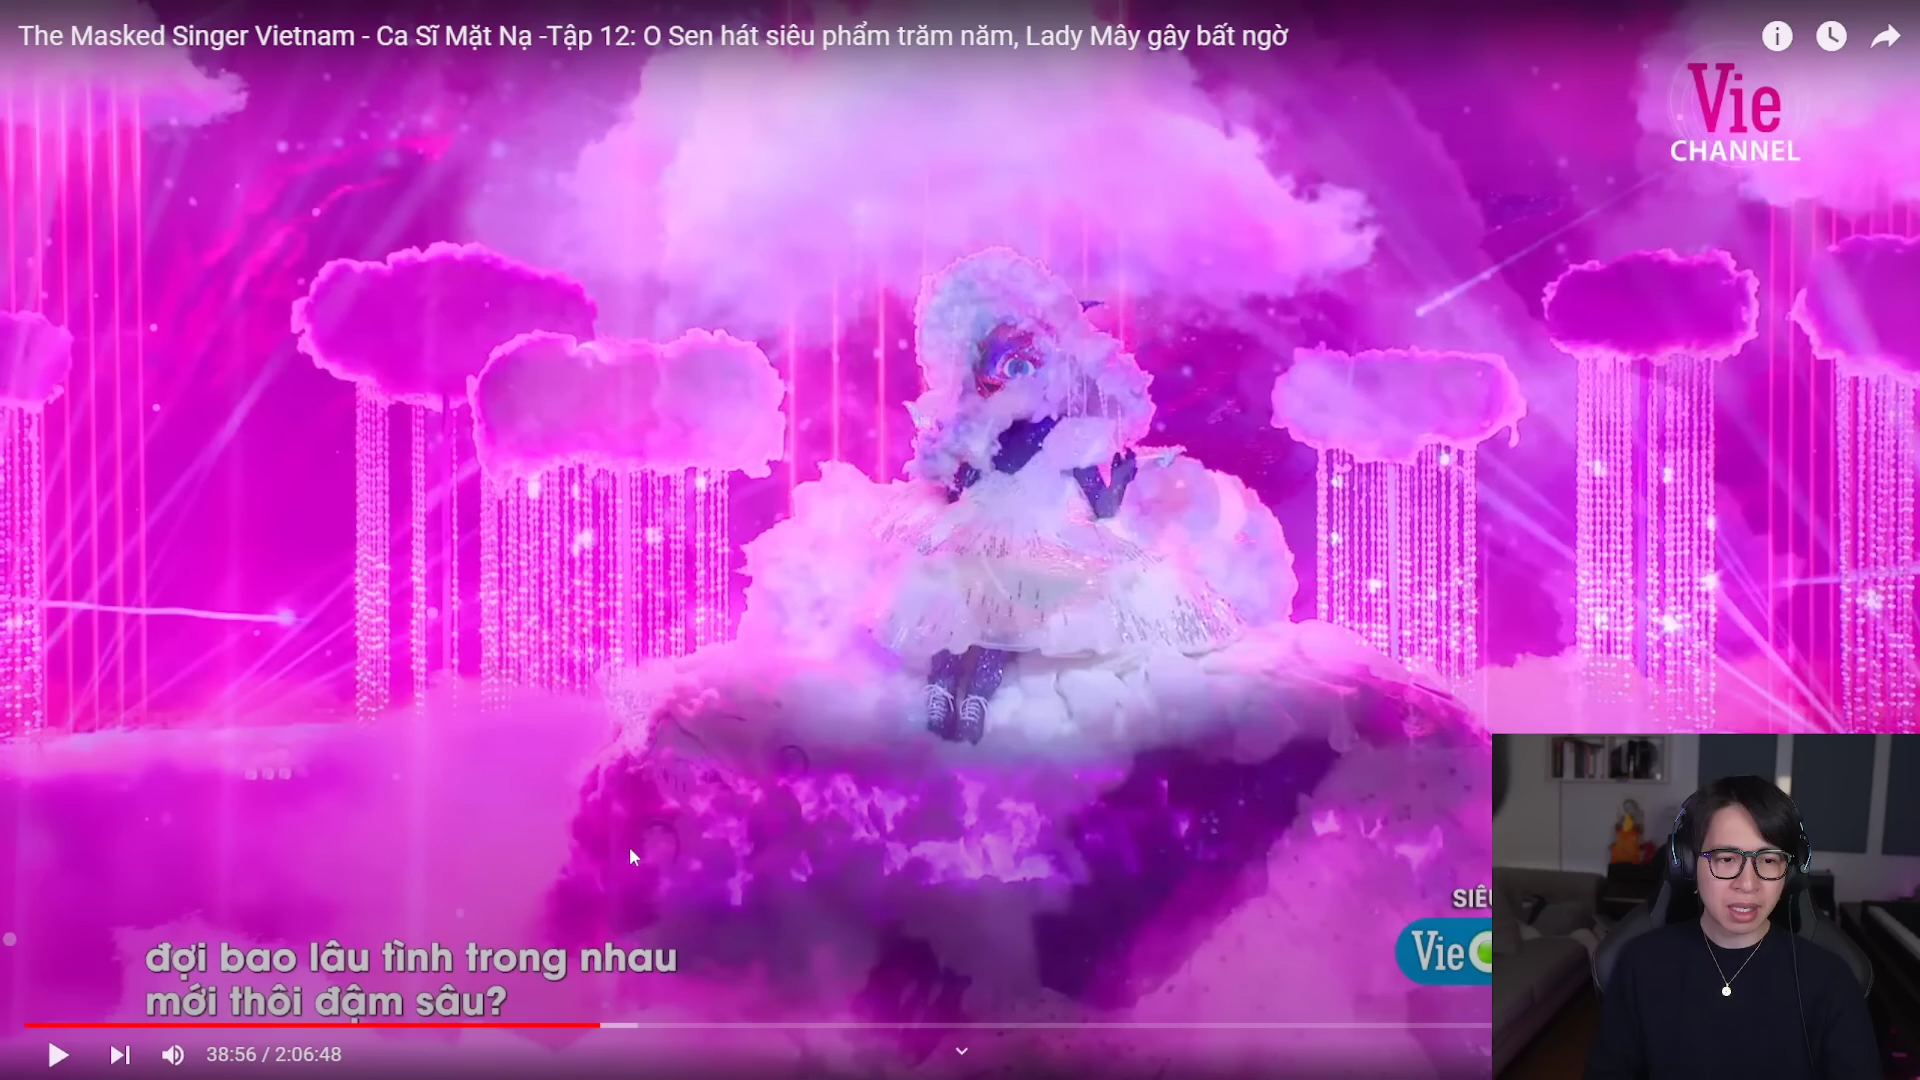 The Masked Singer Vietnam - Ca Sĩ Mặt Nạ -Tập 12: O Sen hát siêu phẩm trăm năm, Lady Mây gây bất ngờ
Vie
CHANNEL
SIÊU
Vie
đợi bao lâu tình trong nhau
mới thôi đậm sâu?
38:56 / 2:06:48